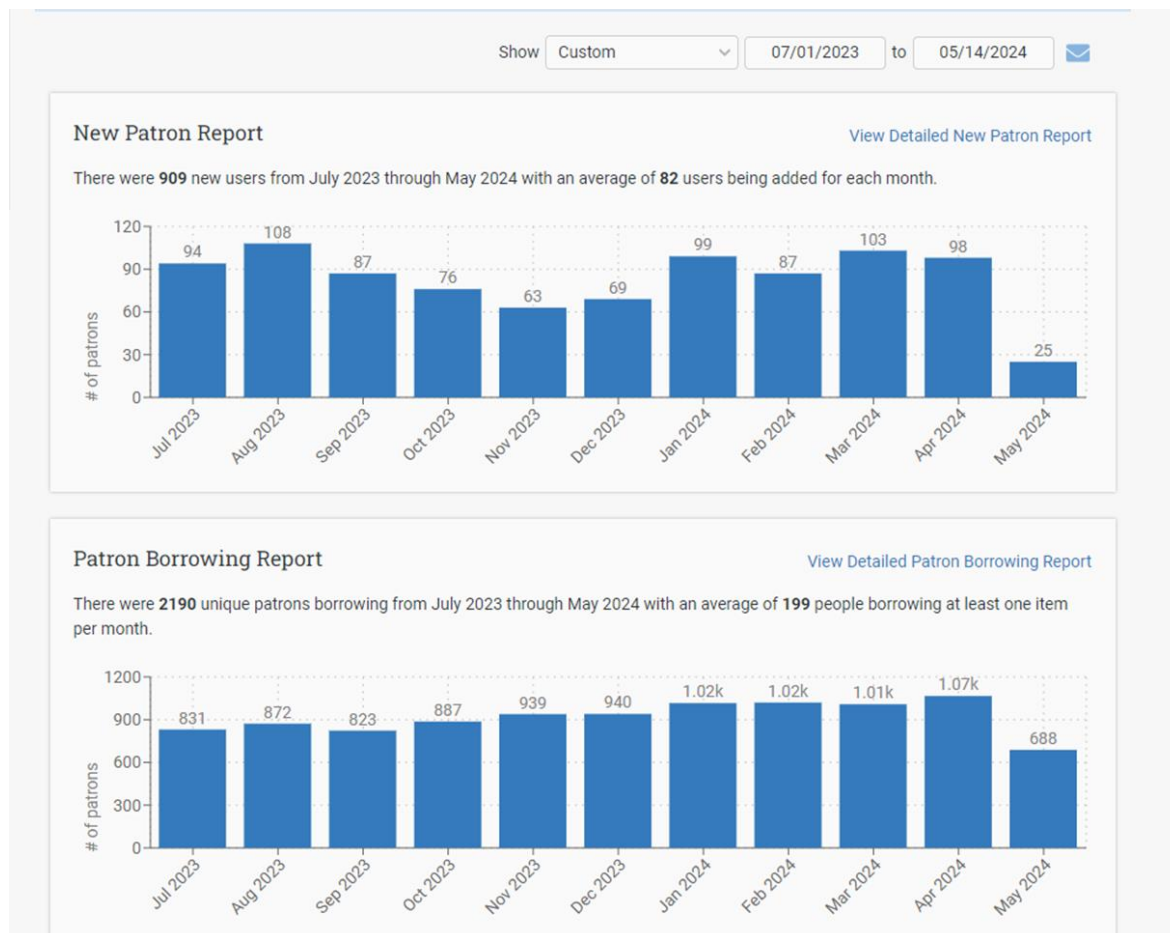 Show Custom 07/01/2023 to 05/14/2024
New Patron Report
View Detailed New Patron Report
There were 909 new users from July 2023 through May 2024 with an average of 82 users being added for each month.
# of patrons
120
90
60
30
0
94
108
87
76
63
69
99
87
103
98
25
Jul 2023
Aug 2023
Sep 2023
Oct 2023
Nov 2023
Dec 2023
Jan 2024
Feb 2024
Mar 2024
Apr 2024
May 2024
Patron Borrowing Report
View Detailed Patron Borrowing Report
There were 2190 unique patrons borrowing from July 2023 through May 2024 with an average of 199 people borrowing at least one item
per month.
# of patrons
1200
900
600
300
0
831
872
823
887
939
940
1.02k
1.02k
1.01k
1.07k
688
Jul 2023
Aug 2023
Sep 2023
Oct 2023
Nov 2023
Dec 2023
Jan 2024
Feb 2024
Mar 2024
Apr 2024
May 2024